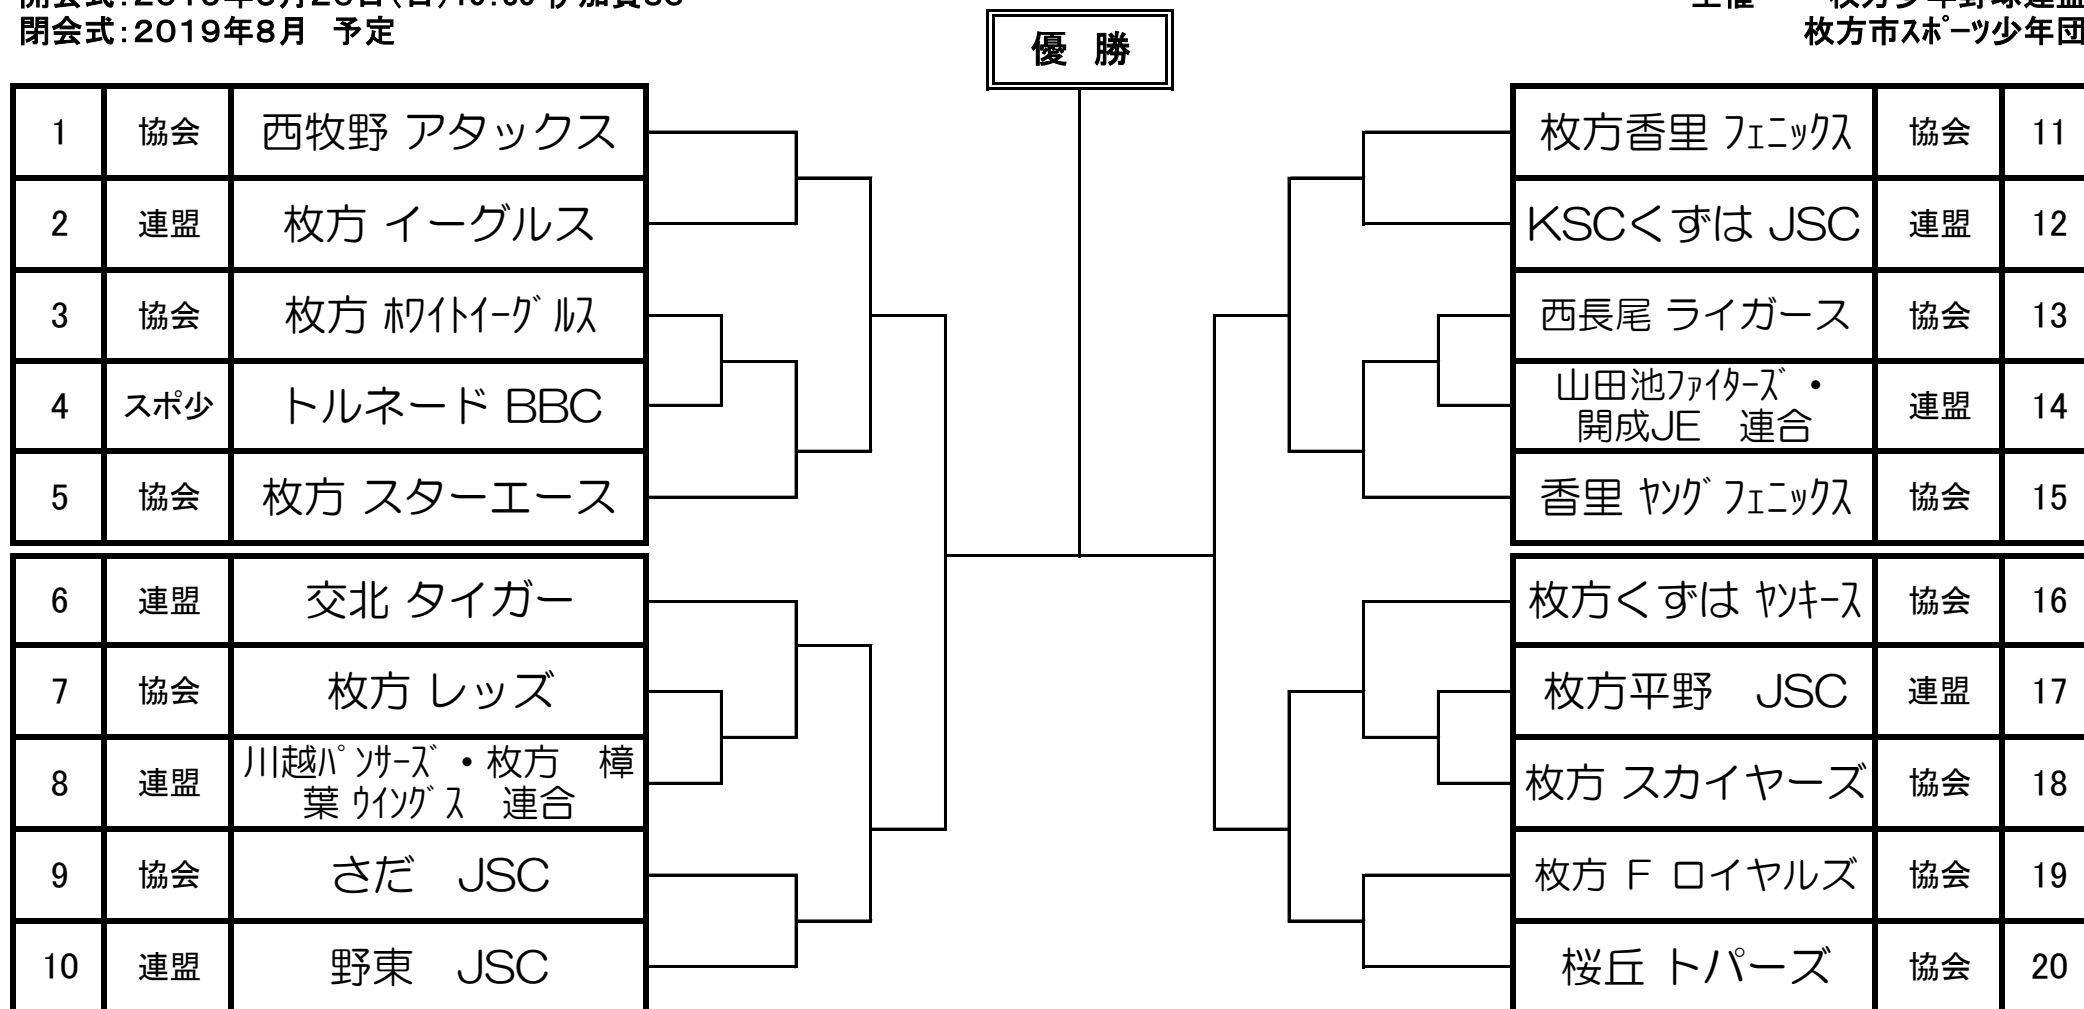 閉会式：２０１９年８月　予定
枚方市ｽﾎﾟｰﾂ少年団
優　勝
1 協会 西牧野 アタックス
2 連盟 枚方 イーグルス
3 協会 枚方 ﾎﾜｲﾄｲｰｸﾞﾙｽ
4 スポ少 トルネード BBC
5 協会 枚方 スターエース
6 連盟 交北 タイガー
7 協会 枚方 レッズ
8 連盟 川越ﾊﾟﾝｻｰｽﾞ・枚方　樟
葉 ｳｲﾝｸﾞｽ　連合
9 協会 さだ　JSC
10 連盟 野東　JSC
枚方香里 ﾌｪﾆｯｸｽ 協会 11
KSCくずは JSC 連盟 12
西長尾 ライガース 協会 13
山田池ﾌｧｲﾀｰｽﾞ・
開成JE　連合 連盟 14
香里 ﾔﾝｸﾞﾌｪﾆｯｸｽ 協会 15
枚方くずは ﾔﾝｷｰｽ 協会 16
枚方平野　JSC 連盟 17
枚方 スカイヤーズ 協会 18
枚方 F ロイヤルズ 協会 19
桜丘 トパーズ 協会 20